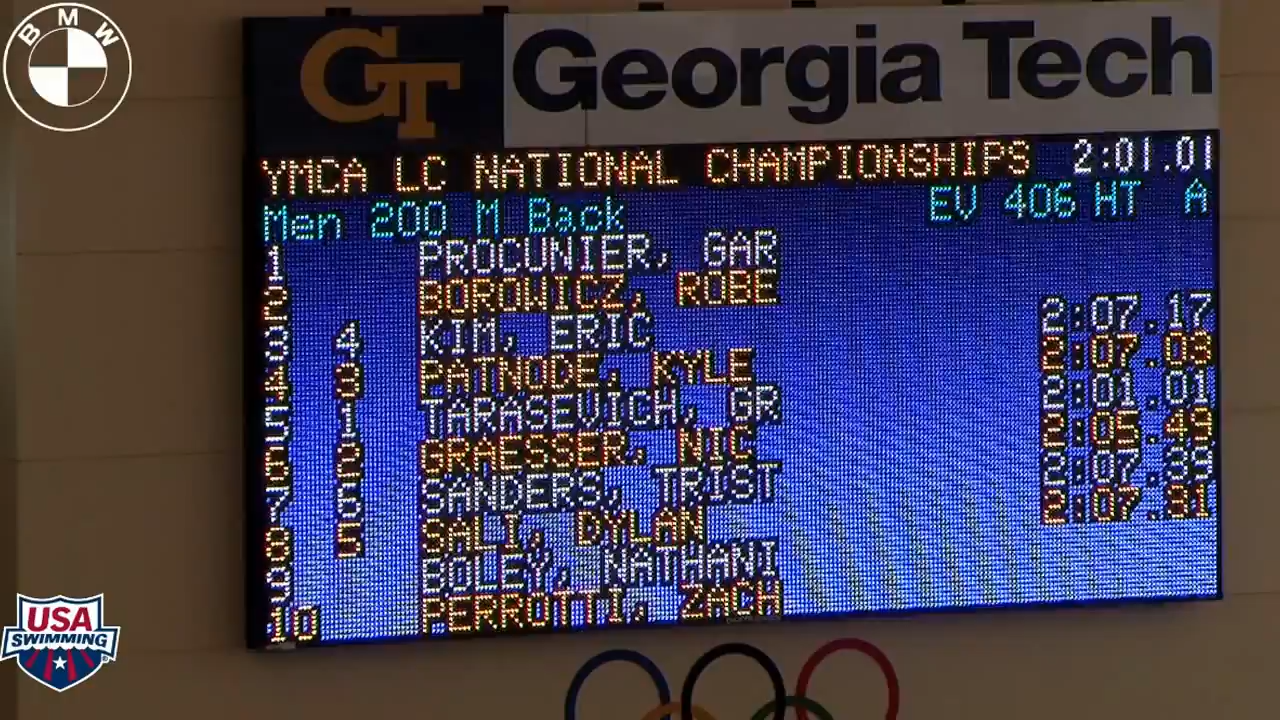 BMW
GT Georgia Tech
YMCA LC NATIONAL CHAMPIONSHIPS 2:01.01
Men 200 M Back EV 406 HT A
1 PROCUNIER, GAR
2 BOROWICZ, ROBE
3 4 KIM, ERIC 2:07.17
4 3 PATNODE, KYLE 2:07.03
5 1 TARASEVICH, GR 2:01.01
6 2 GRAESSER, NIC 2:05.49
7 6 SANDERS, TRIST 2:07.39
8 5 SALI, DYLAN 2:07.31
9 BOLEY, NATHANI
10 PERROTTI, ZACH
USA
SWIMMING